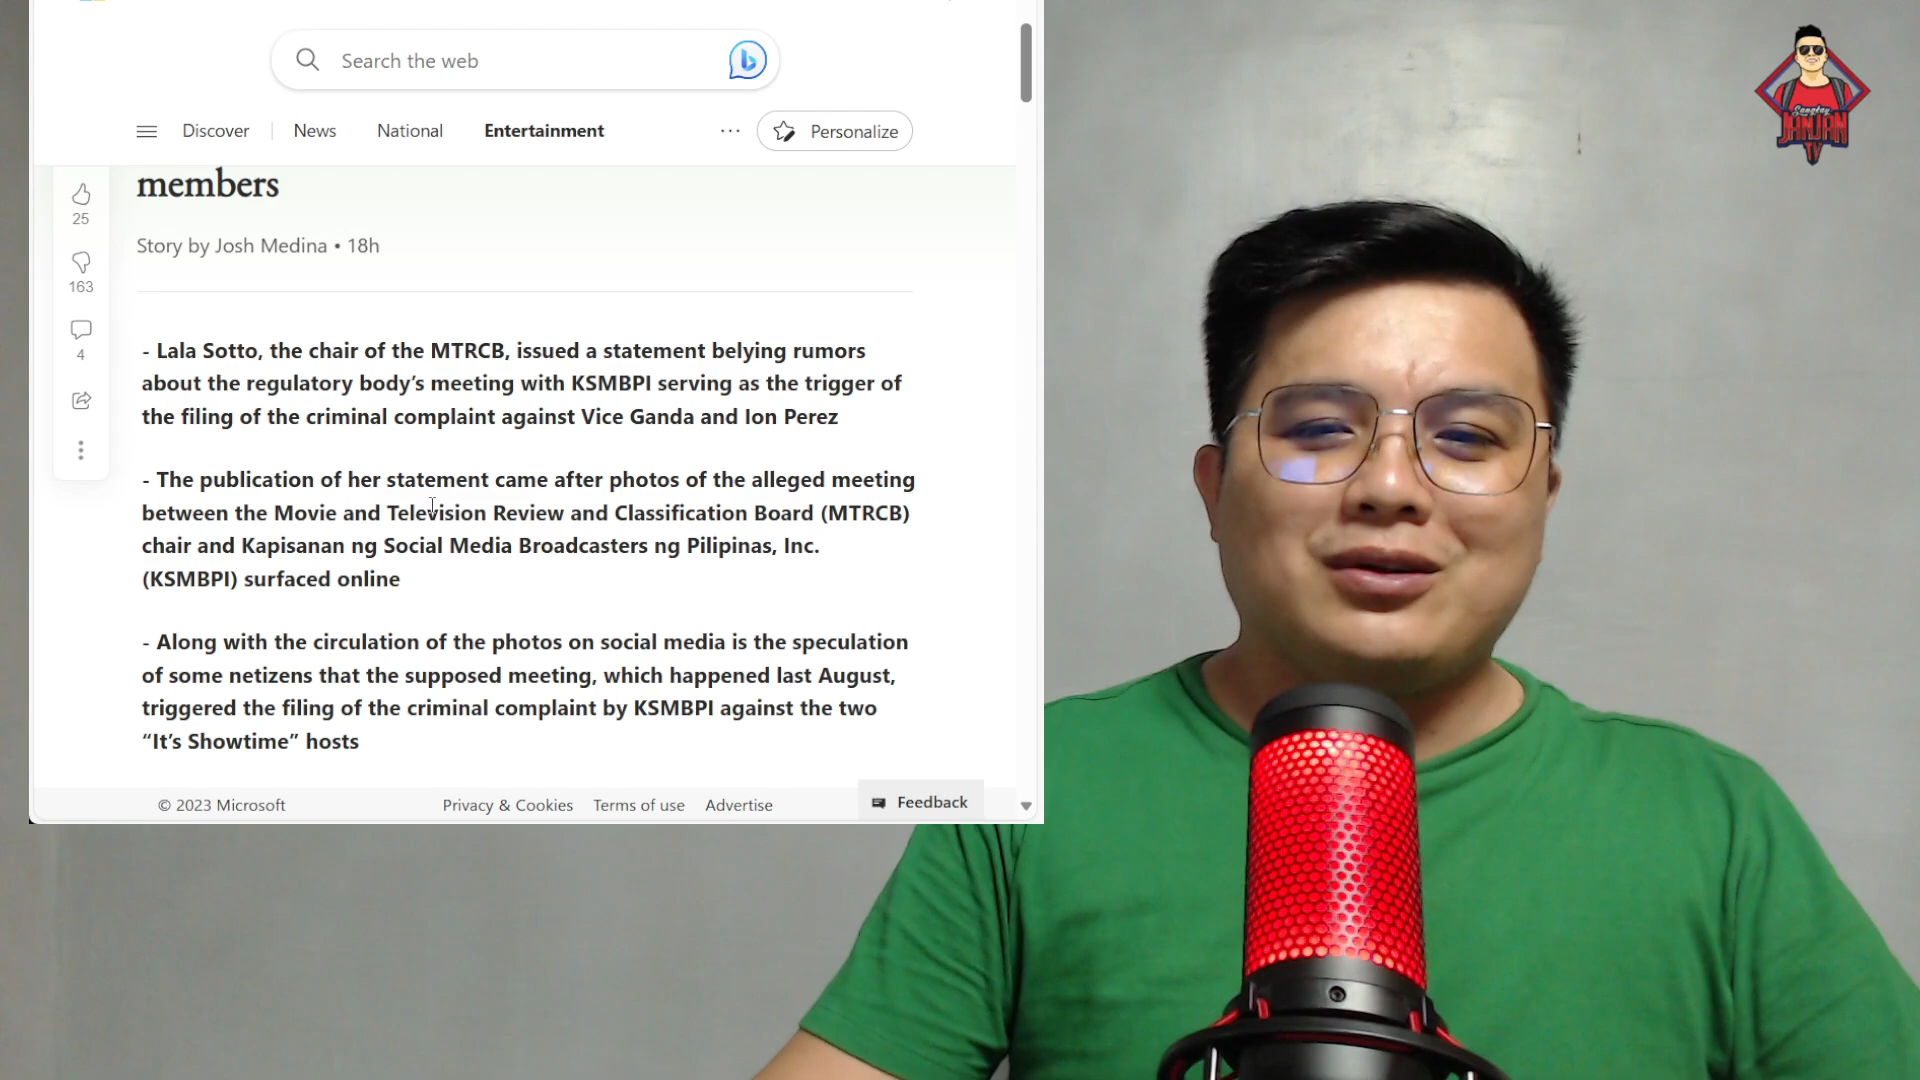 Search the web
Discover
News
National
Entertainment
Personalize
members
25
Story by Josh Medina • 18h
163
4
- Lala Sotto, the chair of the MTRCB, issued a statement belying rumors
about the regulatory body’s meeting with KSMBPI serving as the trigger of
the filing of the criminal complaint against Vice Ganda and Ion Perez
- The publication of her statement came after photos of the alleged meeting
between the Movie and Television Review and Classification Board (MTRCB)
chair and Kapisanan ng Social Media Broadcasters ng Pilipinas, Inc.
(KSMBPI) surfaced online
- Along with the circulation of the photos on social media is the speculation
of some netizens that the supposed meeting, which happened last August,
triggered the filing of the criminal complaint by KSMBPI against the two
“It’s Showtime” hosts
© 2023 Microsoft
Privacy & Cookies
Terms of use
Advertise
Feedback
Sangkay
JANJAN
TV